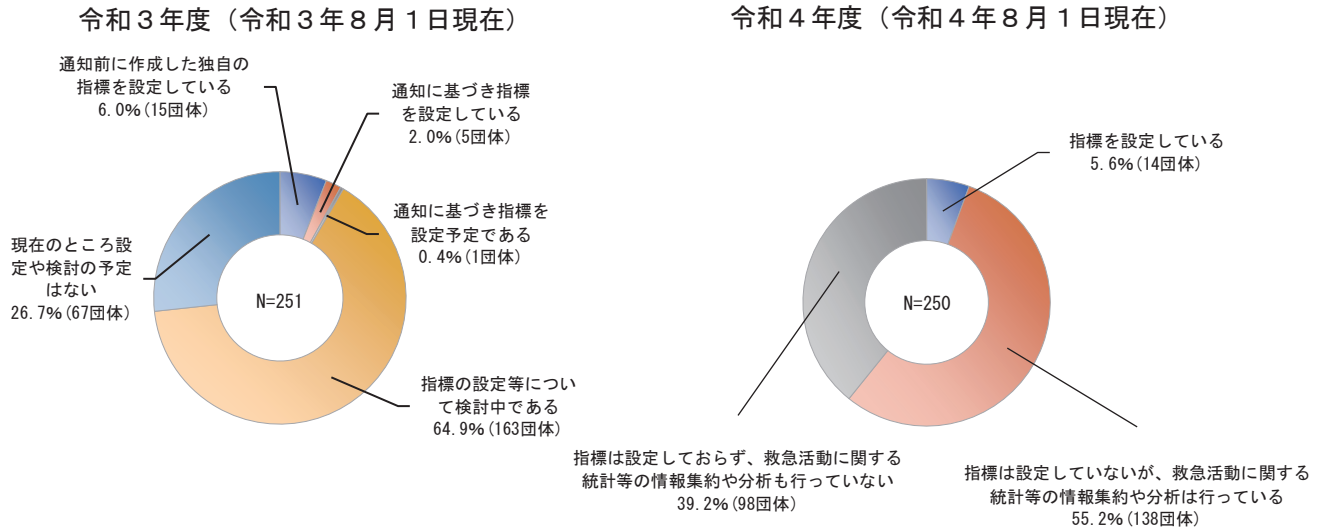 令和３年度（令和３年８月１日現在）
通知前に作成した独自の
指標を設定している
6.0%(15団体)
通知に基づき指標
を設定している
2.0%(5団体)
通知に基づき指標を
設定予定である
0.4%(1団体)
現在のところ設
定や検討の予定
はない
26.7%(67団体)
N=251
指標の設定等につい
て検討中である
64.9%(163団体)
令和４年度（令和４年８月１日現在）
指標を設定している
5.6%(14団体)
N=250
指標は設定しておらず、救急活動に関する
統計等の情報集約や分析も行っていない
39.2%(98団体)
指標は設定していないが、救急活動に関する
統計等の情報集約や分析は行っている
55.2%(138団体)